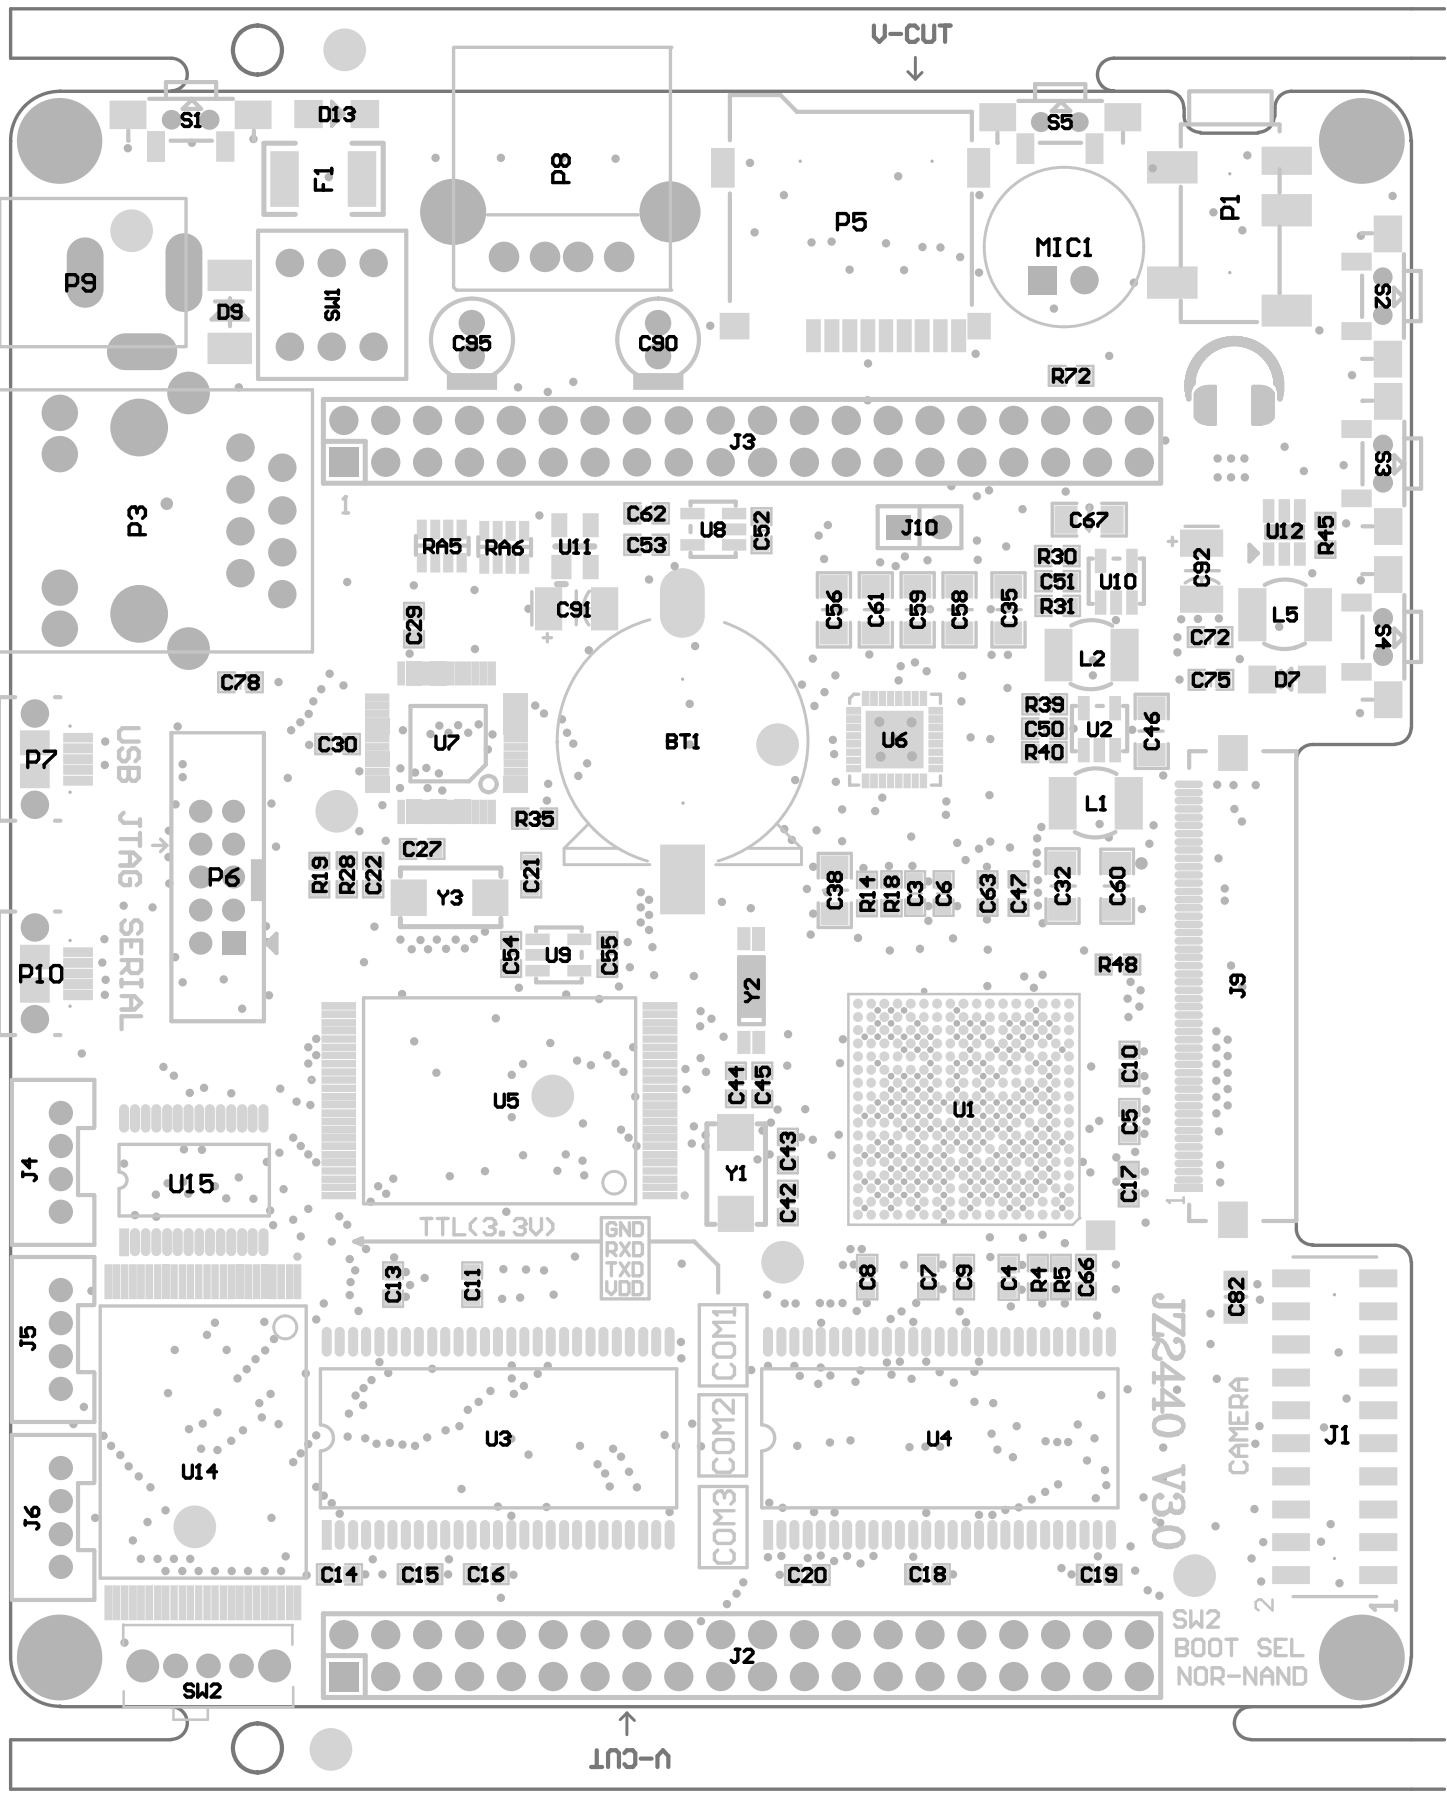 V-CUT
S1
D13
S5
F1
P8
P5
P1
MIC1
P9
D9
SW1
S2
C95
C90
R72
J3
S3
P3
1
C62
U8
C52
J10
C67
U12
R45
RA5
RA6
U11
C53
R30
C51
U10
C92
R31
C29
C91
C56
C61
C59
C58
C35
L5
C72
S4
L2
C78
C75
D7
R39
C50
U2
C46
R40
P7
C30
U7
BT1
U6
USB JTAG SERIAL
L1
R35
C27
R19
R28
C22
C21
P6
Y3
C38
R14
R18
C3
C6
C63
C47
C32
C60
C54
U9
C55
R48
P10
Y2
J9
C10
C44
C45
U5
U1
C5
J4
U15
C43
Y1
C42
C17
1
TTL(3.3V)
GND
RXD
TXD
VDD
C13
C11
C8
C7
C9
C4
R4
R5
C66
C82
J5
COM1
JZ2440 V3.0
CAMERA
J1
U3
COM2
U4
U14
J6
COM3
C14
C15
C16
C20
C18
C19
2
1
SW2
BOOT SEL
NOR-NAND
J2
SW2
V-CUT